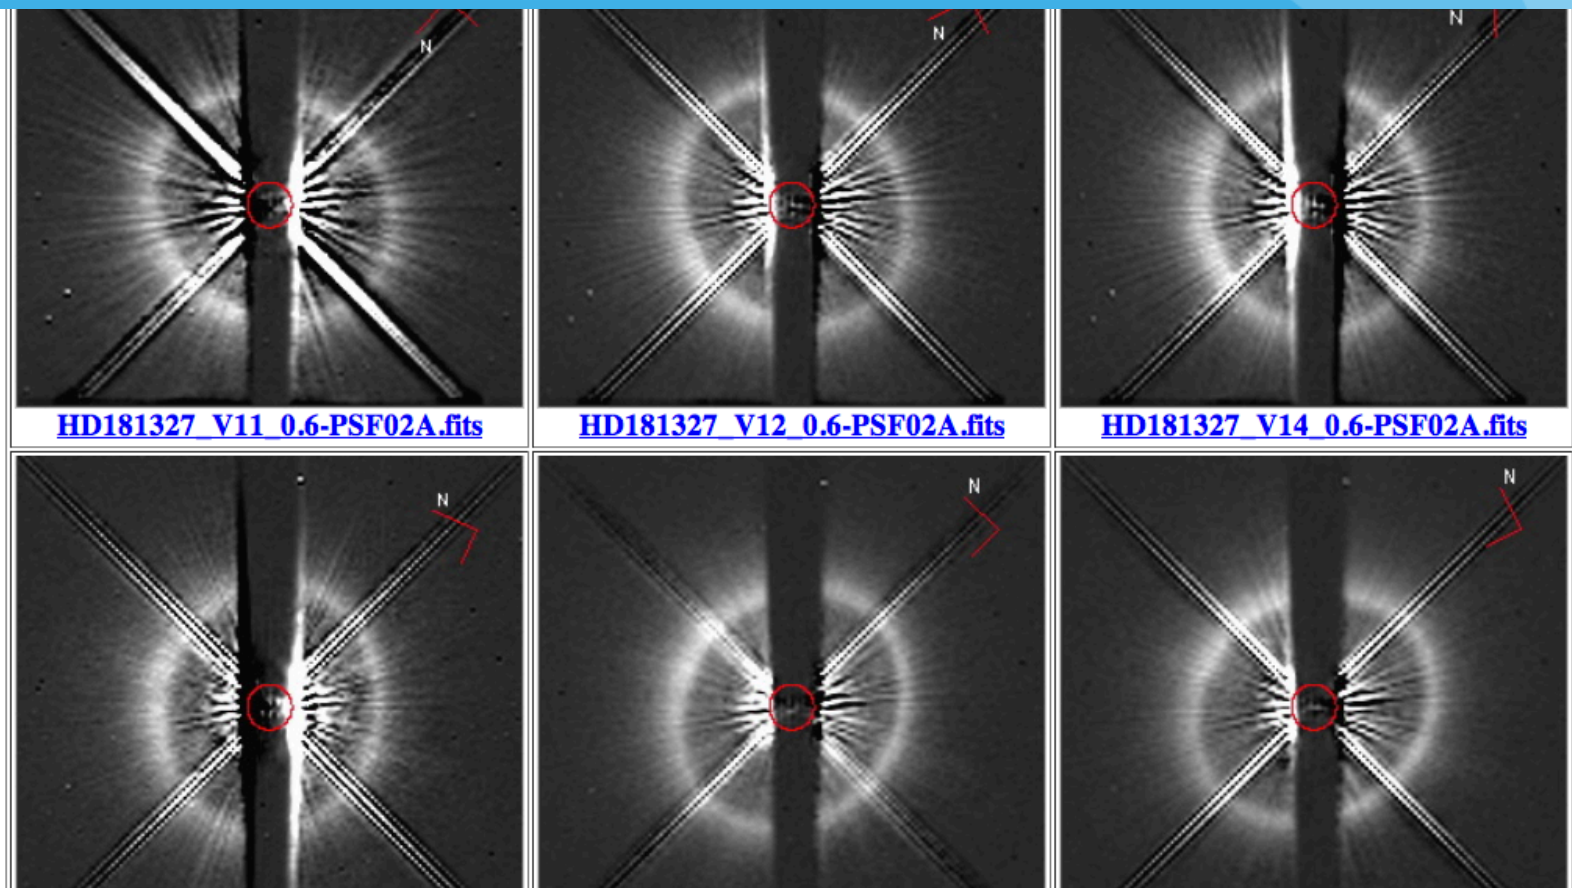 N
N
N
HD181327_V11_0.6-PSF02A.fits
HD181327_V12_0.6-PSF02A.fits
HD181327_V14_0.6-PSF02A.fits
N
N
N